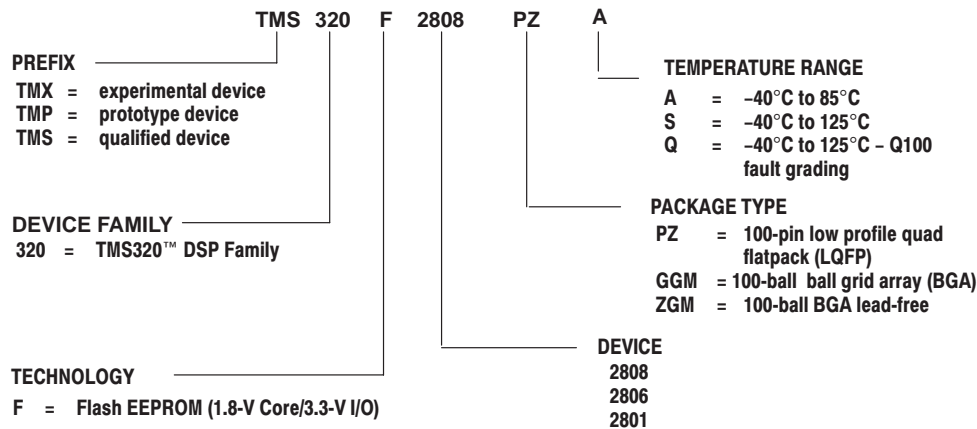 TMS 320 F 2808 PZ A
PREFIX
TMX = experimental device
TMP = prototype device
TMS = qualified device
TEMPERATURE RANGE
A = −40°C to 85°C
S = −40°C to 125°C
Q = −40°C to 125°C − Q100
fault grading
DEVICE FAMILY
320 = TMS320™ DSP Family
PACKAGE TYPE
PZ = 100-pin low profile quad
flatpack (LQFP)
GGM = 100-ball ball grid array (BGA)
ZGM = 100-ball BGA lead-free
TECHNOLOGY
F = Flash EEPROM (1.8-V Core/3.3-V I/O)
DEVICE
2808
2806
2801